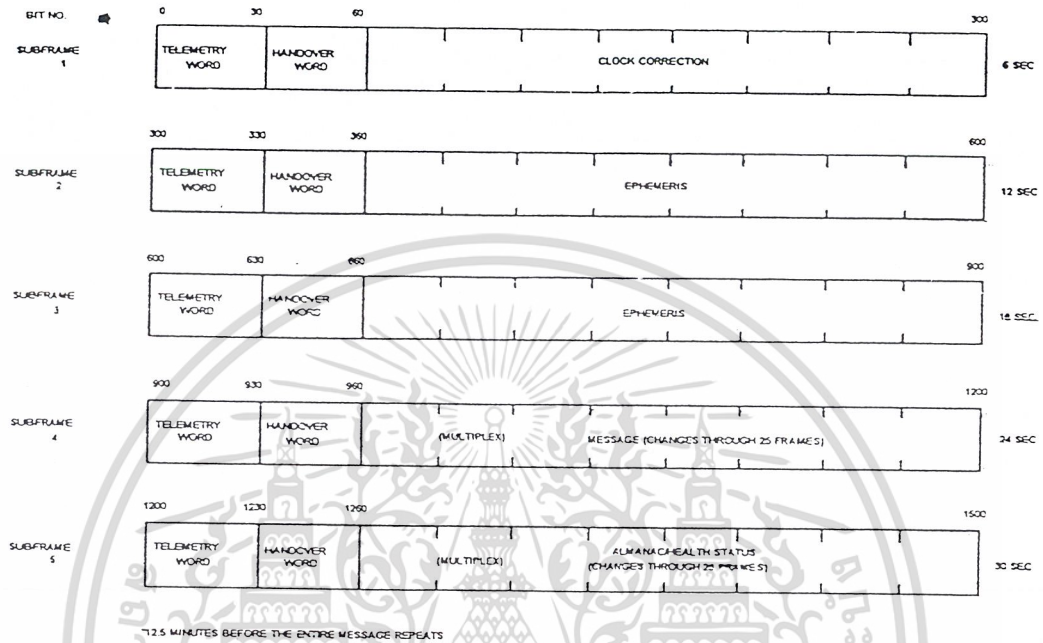 BIT NO.
0 30 60 300
SUBFRAME
1
TELEMETRY
WORD
HANDOVER
WORD
CLOCK CORRECTION
6 SEC
300 330 360 600
SUBFRAME
2
TELEMETRY
WORD
HANDOVER
WORD
EPHEMERIS
12 SEC
600 630 660 900
SUBFRAME
3
TELEMETRY
WORD
HANDOVER
WORD
EPHEMERIS
18 SEC
900 930 960 1200
SUBFRAME
4
TELEMETRY
WORD
HANDOVER
WORD
(MULTIPLEX)
MESSAGE (CHANGES THROUGH 25 FRAMES)
24 SEC
1200 1230 1260 1500
SUBFRAME
5
TELEMETRY
WORD
HANDOVER
WORD
(MULTIPLEX)
ALMANAC/HEALTH STATUS
(CHANGES THROUGH 25 FRAMES)
30 SEC
12.5 MINUTES BEFORE THE ENTIRE MESSAGE REPEATS